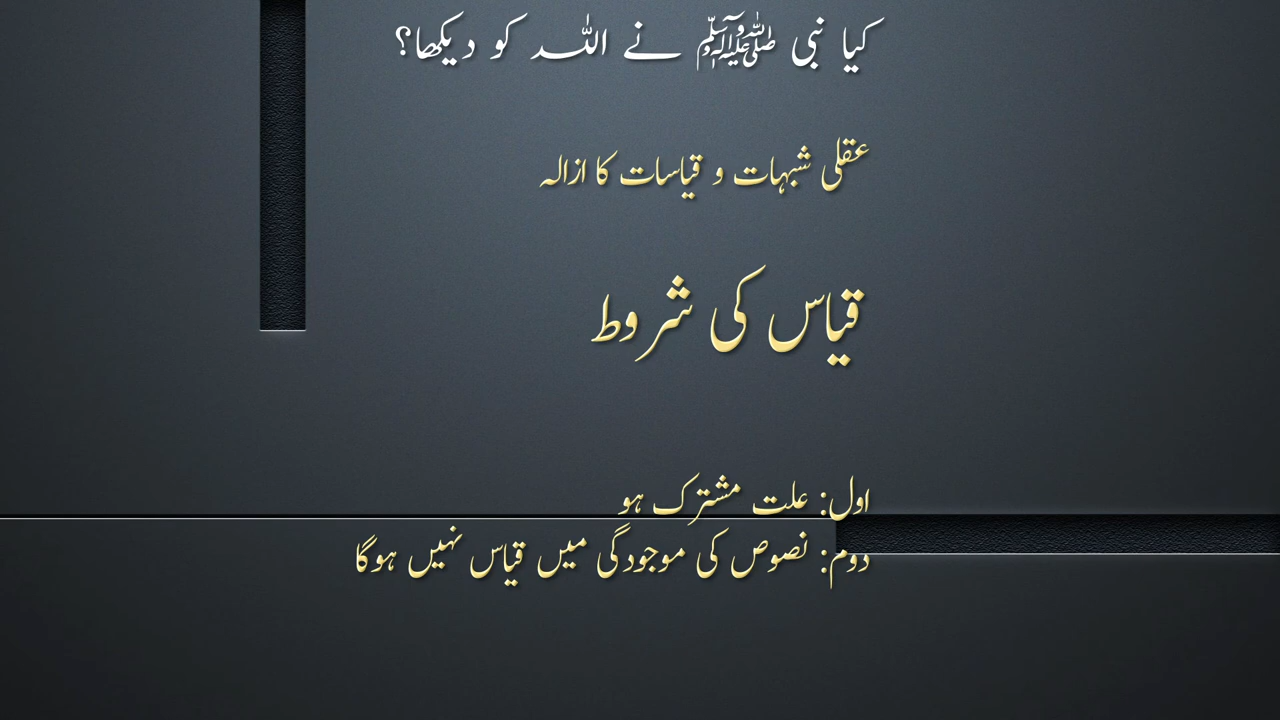 کیا نبی ﷺ نے اللہ کو دیکھا؟
عقلی شبہات و قیاسات کا ازالہ
قیاس کی شروط
اول: علت مشترک ہو
دوم: نصوص کی موجودگی میں قیاس نہیں ہوگا